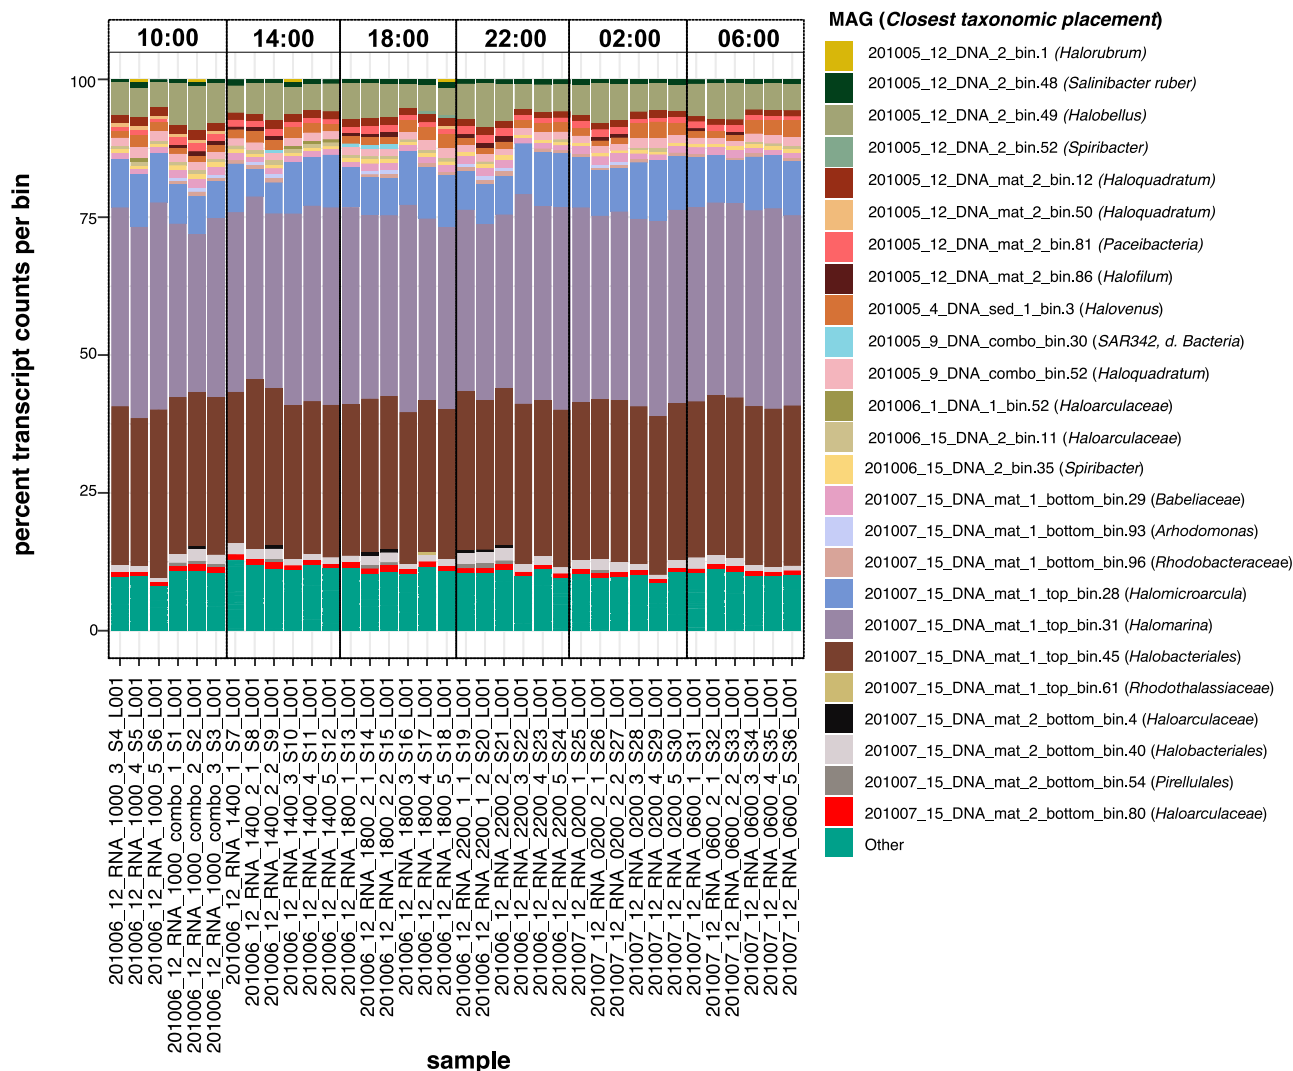 10:00 14:00 18:00 22:00 02:00 06:00
percent transcript counts per bin
100
75
50
25
0
201006_12_RNA_1000_3_S4_L001
201006_12_RNA_1000_4_S5_L001
201006_12_RNA_1000_5_S6_L001
201006_12_RNA_1000_combo_1_S1_L001
201006_12_RNA_1000_combo_2_S2_L001
201006_12_RNA_1000_combo_3_S3_L001
201006_12_RNA_1400_1_S7_L001
201006_12_RNA_1400_2_1_S8_L001
201006_12_RNA_1400_2_2_S9_L001
201006_12_RNA_1400_3_S10_L001
201006_12_RNA_1400_4_S11_L001
201006_12_RNA_1400_5_S12_L001
201006_12_RNA_1800_1_S13_L001
201006_12_RNA_1800_2_1_S14_L001
201006_12_RNA_1800_2_2_S15_L001
201006_12_RNA_1800_3_S16_L001
201006_12_RNA_1800_4_S17_L001
201006_12_RNA_1800_5_S18_L001
201006_12_RNA_2200_1_1_S19_L001
201006_12_RNA_2200_1_2_S20_L001
201006_12_RNA_2200_2_S21_L001
201006_12_RNA_2200_3_S22_L001
201006_12_RNA_2200_4_S23_L001
201006_12_RNA_2200_5_S24_L001
201007_12_RNA_0200_1_S25_L001
201007_12_RNA_0200_2_1_S26_L001
201007_12_RNA_0200_2_2_S27_L001
201007_12_RNA_0200_3_S28_L001
201007_12_RNA_0200_4_S29_L001
201007_12_RNA_0200_5_S30_L001
201007_12_RNA_0600_1_S31_L001
201007_12_RNA_0600_2_1_S32_L001
201007_12_RNA_0600_2_2_S33_L001
201007_12_RNA_0600_3_S34_L001
201007_12_RNA_0600_4_S35_L001
201007_12_RNA_0600_5_S36_L001
sample
MAG (Closest taxonomic placement)
201005_12_DNA_2_bin.1 (Halorubrum)
201005_12_DNA_2_bin.48 (Salinibacter ruber)
201005_12_DNA_2_bin.49 (Halobellus)
201005_12_DNA_2_bin.52 (Spiribacter)
201005_12_DNA_mat_2_bin.12 (Haloquadratum)
201005_12_DNA_mat_2_bin.50 (Haloquadratum)
201005_12_DNA_mat_2_bin.81 (Paceibacteria)
201005_12_DNA_mat_2_bin.86 (Halofilum)
201005_4_DNA_sed_1_bin.3 (Halovenus)
201005_9_DNA_combo_bin.30 (SAR342, d. Bacteria)
201005_9_DNA_combo_bin.52 (Haloquadratum)
201006_1_DNA_1_bin.52 (Haloarculaceae)
201006_15_DNA_2_bin.11 (Haloarculaceae)
201006_15_DNA_2_bin.35 (Spiribacter)
201007_15_DNA_mat_1_bottom_bin.29 (Babeliaceae)
201007_15_DNA_mat_1_bottom_bin.93 (Arhodomonas)
201007_15_DNA_mat_1_bottom_bin.96 (Rhodobacteraceae)
201007_15_DNA_mat_1_top_bin.28 (Halomicroarcula)
201007_15_DNA_mat_1_top_bin.31 (Halomarina)
201007_15_DNA_mat_1_top_bin.45 (Halobacteriales)
201007_15_DNA_mat_1_top_bin.61 (Rhodothalassiaceae)
201007_15_DNA_mat_2_bottom_bin.4 (Haloarculaceae)
201007_15_DNA_mat_2_bottom_bin.40 (Halobacteriales)
201007_15_DNA_mat_2_bottom_bin.54 (Pirellulales)
201007_15_DNA_mat_2_bottom_bin.80 (Haloarculaceae)
Other